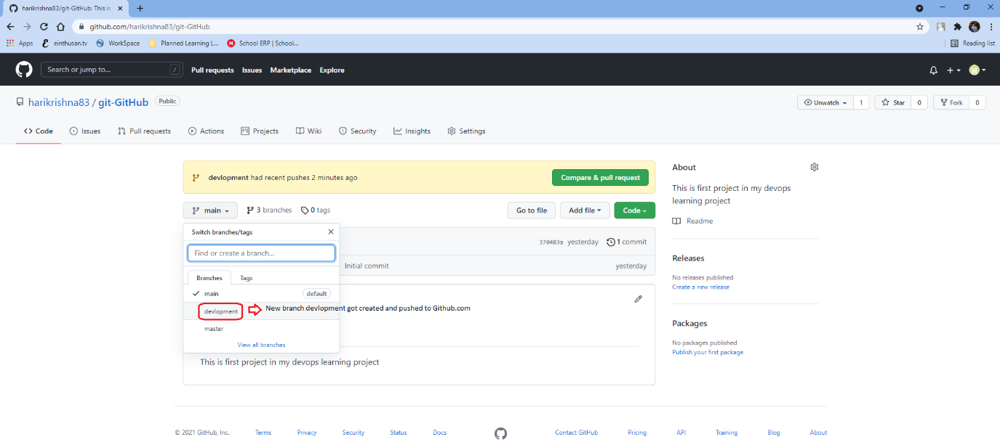 harikrishna83/git-GitHub: This is
github.com/harikrishna83/git-GitHub
Apps einthusan.tv WorkSpace Planned Learning L... School ERP | School... Reading list
Search or jump to... / Pull requests Issues Marketplace Explore
harikrishna83 / git-GitHub Public Unwatch 1 Star 0 Fork 0
Code Issues Pull requests Actions Projects Wiki Security Insights Settings
devlopment had recent pushes 2 minutes ago Compare & pull request
main 3 branches 0 tags Go to file Add file Code
Switch branches/tags
Find or create a branch...
Branches Tags
main default
devlopment New branch devlopment got created and pushed to Github.com
master
View all branches
370483a yesterday 1 commit
Initial commit yesterday
This is first project in my devops learning project
About
This is first project in my devops
learning project
Readme
Releases
No releases published
Create a new release
Packages
No packages published
Publish your first package
© 2021 GitHub, Inc. Terms Privacy Security Status Docs Contact GitHub Pricing API Training Blog About